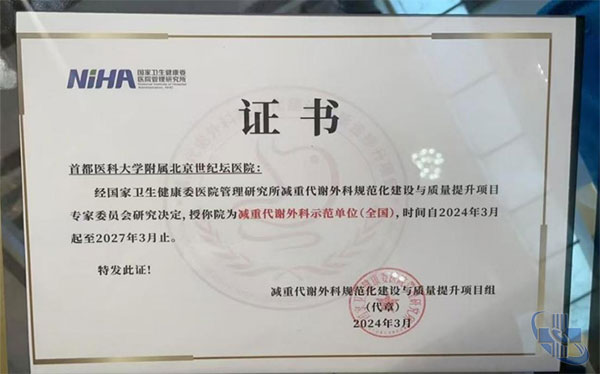 NiHA 国家卫生健康委
医院管理研究所
证书
首都医科大学附属北京世纪坛医院：
经国家卫生健康委医院管理研究所减重代谢外科规范化建设与质量提升项目
专家委员会研究决定，授你院为减重代谢外科示范单位（全国），时间自2024年3月
起至2027年3月止。
特发此证！
减重代谢外科规范化建设与质量提升项目组
（代章）
2024年3月